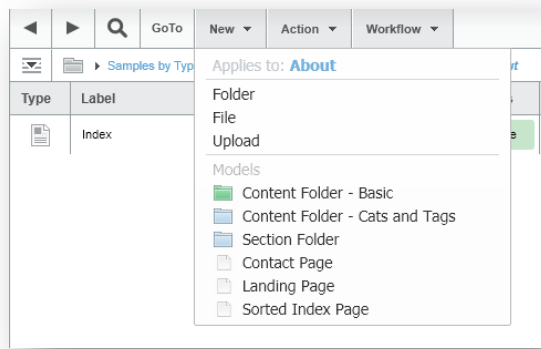 GoTo New Action Workflow
Samples by Typ
Applies to: About
Type Label
Folder
File
Index
Upload
Models
Content Folder - Basic
Content Folder - Cats and Tags
Section Folder
Contact Page
Landing Page
Sorted Index Page